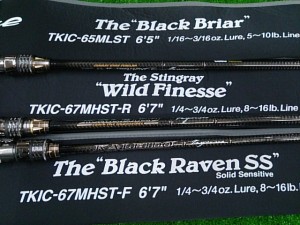 The "Black Briar"
TKIC-65MLST 6'5" 1/16~3/16oz. Lure, 5~10lb. Line
The Stingray
"Wild Finesse"
TKIC-67MHST-R 6'7" 1/4~3/4oz. Lure, 8~16lb. Line
The "Black Raven SS"
Solid Sensitive
TKIC-67MHST-F 6'7" 1/4~3/4oz. Lure, 8~16lb. L